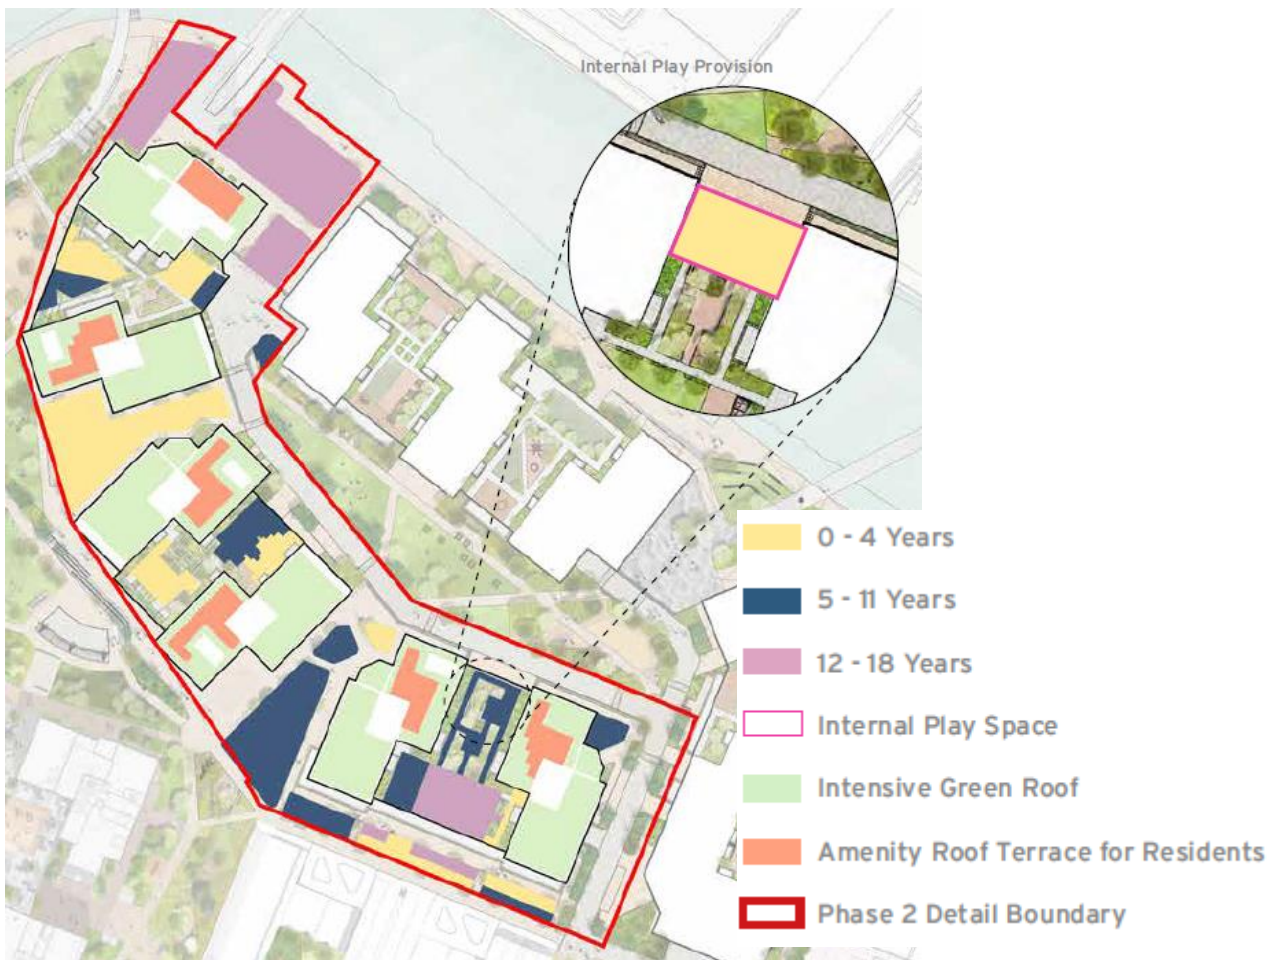 Internal Play Provision
0 - 4 Years
5 - 11 Years
12 - 18 Years
Internal Play Space
Intensive Green Roof
Amenity Roof Terrace for Residents
Phase 2 Detail Boundary